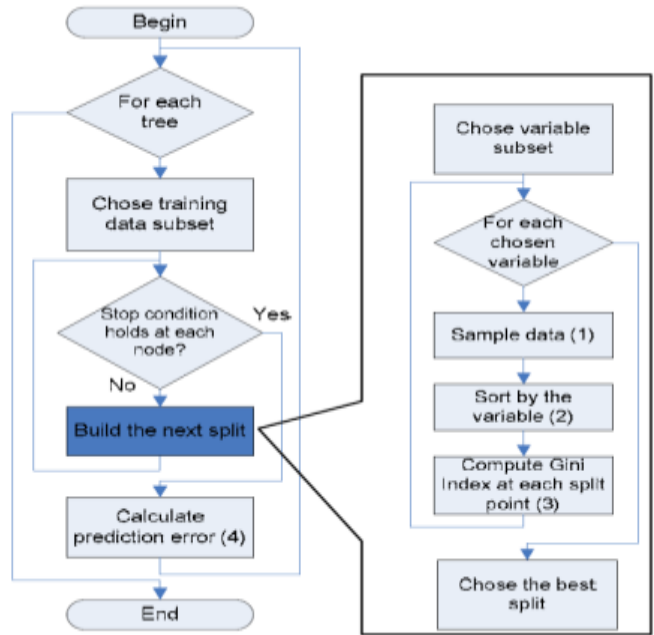 Begin
For each
tree
Chose training
data subset
Stop condition
holds at each
node?
Yes
No
Build the next split
Calculate
prediction error (4)
End
Chose variable
subset
For each
chosen
variable
Sample data (1)
Sort by the
variable (2)
Compute Gini
Index at each split
point (3)
Chose the best
split